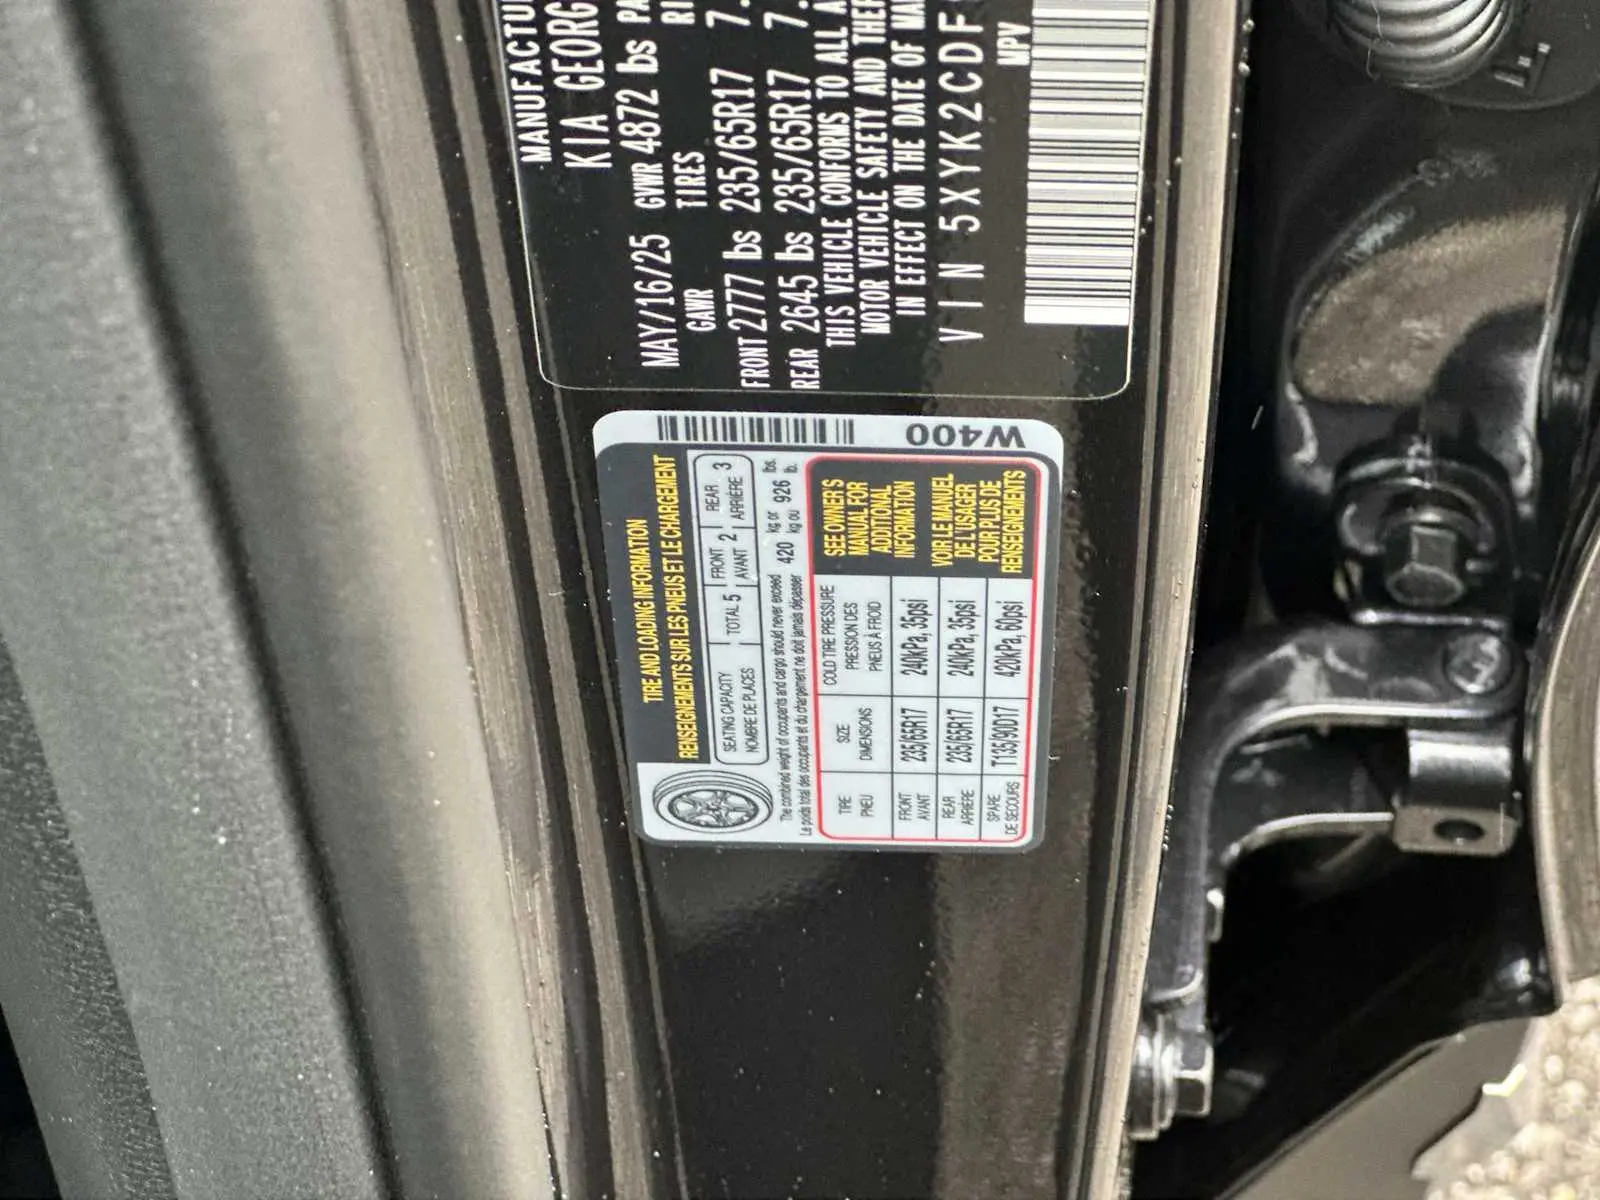 MANUFACTU
KIA GEORG
MAY/16/25 GVWR 4872 lbs PA
GAWR TIRES RI
FRONT 2777 lbs 235/65R17 7.
REAR 2645 lbs 235/65R17 7.
THIS VEHICLE CONFORMS TO ALL A
MOTOR VEHICLE SAFETY AND THEF
IN EFFECT ON THE DATE OF MA
VIN 5XYK2CDF
MPV
W400
TIRE AND LOADING INFORMATION
RENSEIGNEMENTS SUR LES PNEUS ET LE CHARGEMENT
SEATING CAPACITY
NOMBRE DE PLACES
TOTAL 5
FRONT
AVANT
2
REAR
ARRIÈRE
3
The combined weight of occupants and cargo should never exceed
Le poids total des occupants et du chargement ne doit jamais dépasser
420 kg or
kg ou 926 lbs.
lb.
TIRE
PNEU
SIZE
DIMENSIONS
COLD TIRE PRESSURE
PRESSION DES
PNEUS À FROID
FRONT
AVANT
235/65R17
240kPa, 35psi
REAR
ARRIÈRE
235/65R17
240kPa, 35psi
SPARE
DE SECOURS
T135/90D17
420kPa, 60psi
SEE OWNER'S
MANUAL FOR
ADDITIONAL
INFORMATION
VOIR LE MANUEL
DE L'USAGER
POUR PLUS DE
RENSEIGNEMENTS